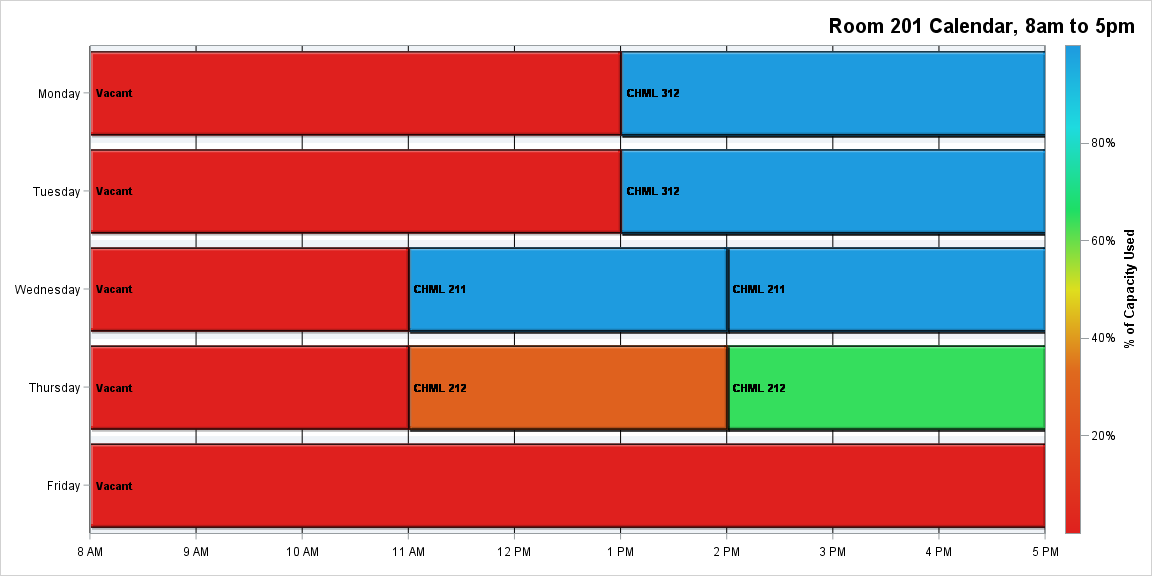 Room 201 Calendar, 8am to 5pm
Monday
Vacant
CHML 312
Tuesday
Vacant
CHML 312
Wednesday
Vacant
CHML 211
CHML 211
Thursday
Vacant
CHML 212
CHML 212
Friday
Vacant
8 AM
9 AM
10 AM
11 AM
12 PM
1 PM
2 PM
3 PM
4 PM
5 PM
80%
60%
40%
20%
% of Capacity Used